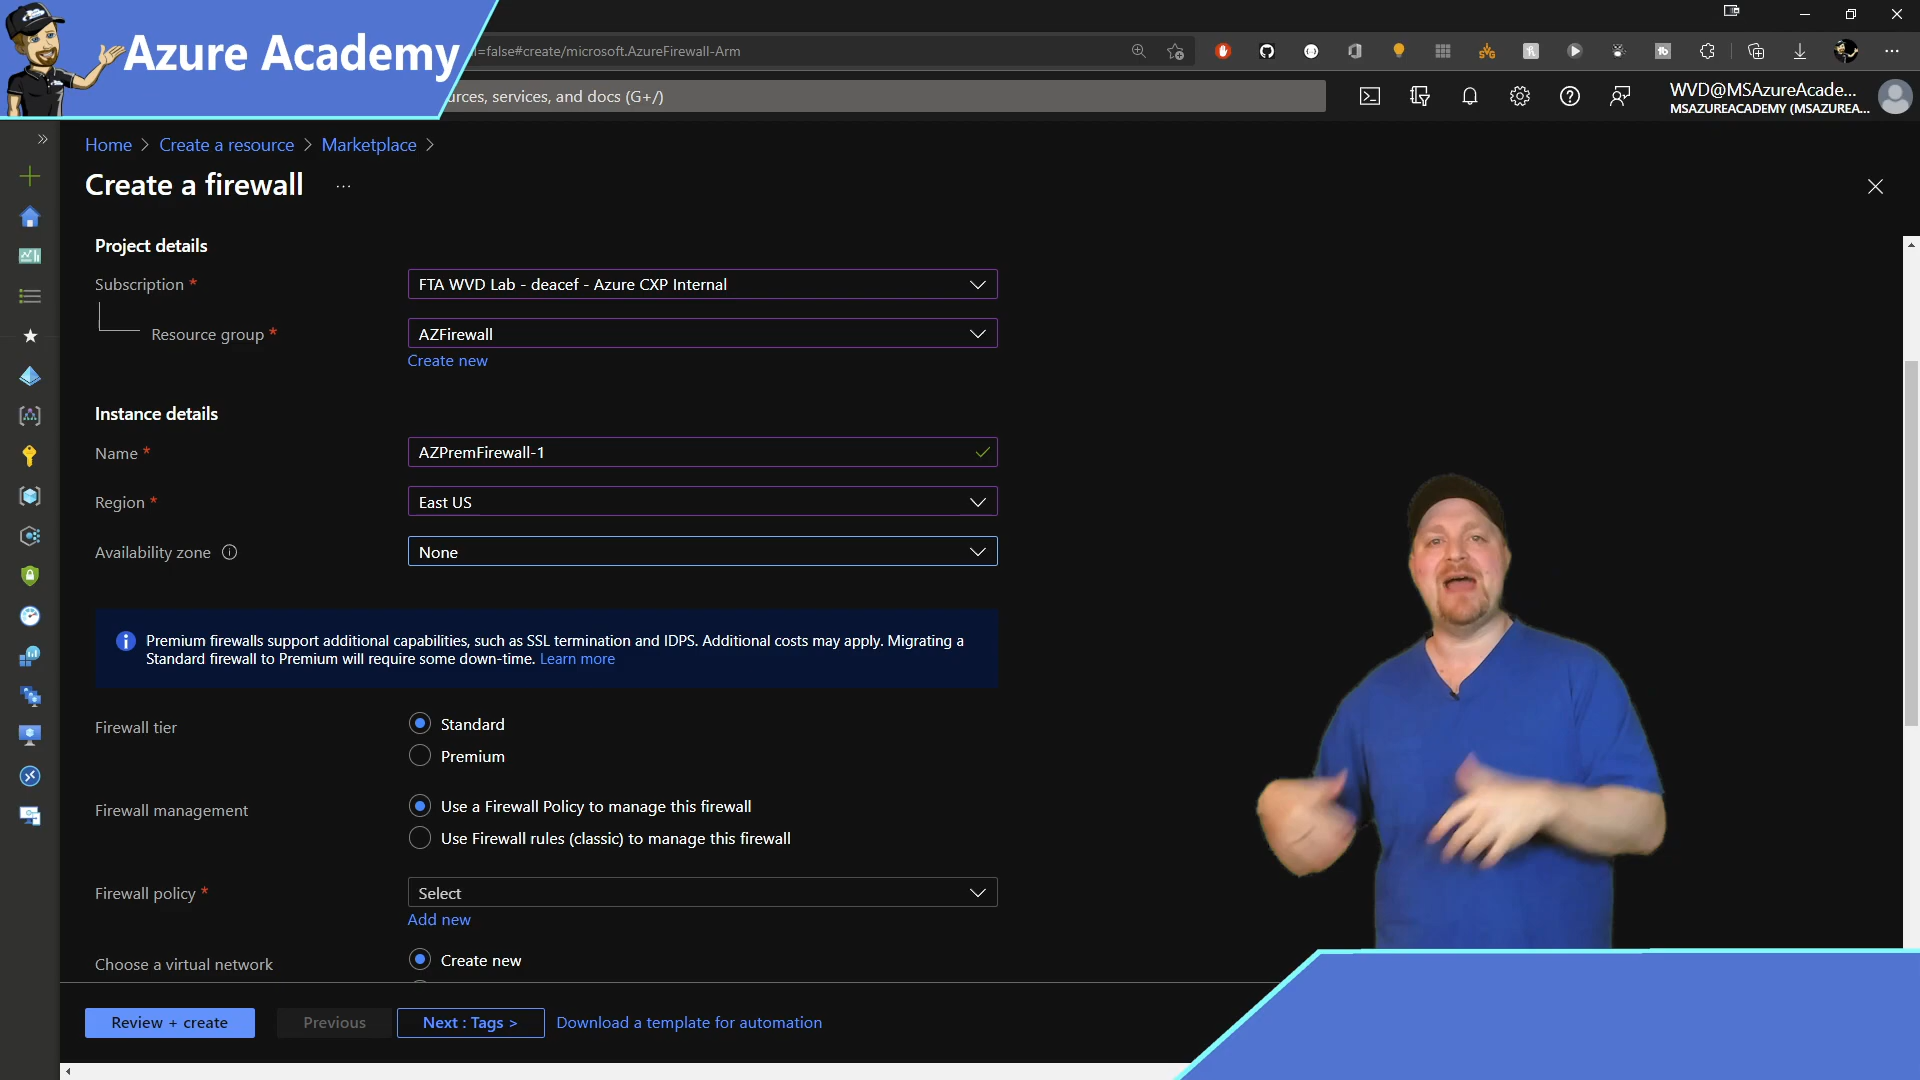 Azure Academy
=false#create/microsoft.AzureFirewall-Arm
urces, services, and docs (G+/)
WVD@MSAzureAcade...
MSAZUREACADEMY (MSAZUREA...
Home > Create a resource > Marketplace >
Create a firewall ...
Project details
Subscription *
FTA WVD Lab - deacef - Azure CXP Internal
Resource group *
AZFirewall
Create new
Instance details
Name *
AZPremFirewall-1
Region *
East US
Availability zone
None
Premium firewalls support additional capabilities, such as SSL termination and IDPS. Additional costs may apply. Migrating a
Standard firewall to Premium will require some down-time. Learn more
Firewall tier
Standard
Premium
Firewall management
Use a Firewall Policy to manage this firewall
Use Firewall rules (classic) to manage this firewall
Firewall policy *
Select
Add new
Choose a virtual network
Create new
Review + create
Previous
Next : Tags >
Download a template for automation